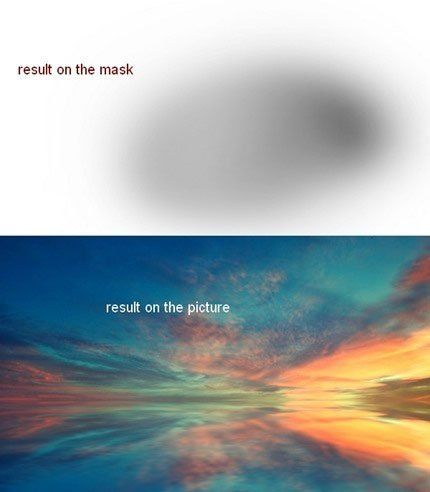 result on the mask
result on the picture